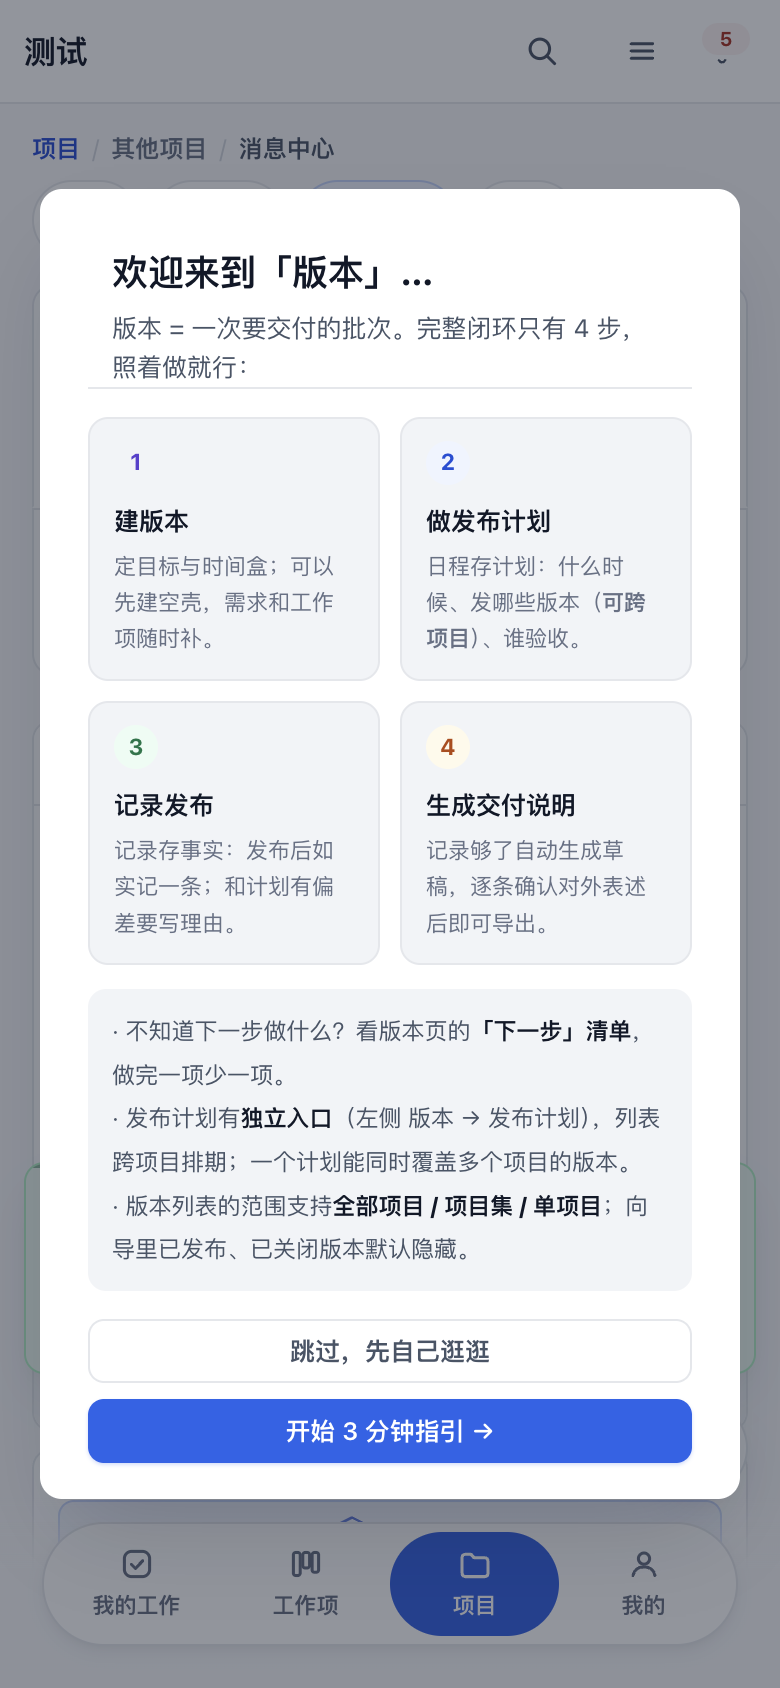 测试
5
项目 / 其他项目 / 消息中心
欢迎来到「版本」...
版本 = 一次要交付的批次。完整闭环只有 4 步，
照着做就行：
1
建版本
定目标与时间盒；可以
先建空壳，需求和工作
项随时补。
2
做发布计划
日程存计划：什么时
候、发哪些版本（可跨
项目）、谁验收。
3
记录发布
记录存事实：发布后如
实记一条；和计划有偏
差要写理由。
4
生成交付说明
记录够了自动生成草
稿，逐条确认对外表述
后即可导出。
· 不知道下一步做什么？看版本页的「下一步」清单，
做完一项少一项。
· 发布计划有独立入口（左侧 版本 → 发布计划），列表
跨项目排期；一个计划能同时覆盖多个项目的版本。
· 版本列表的范围支持全部项目 / 项目集 / 单项目；向
导里已发布、已关闭版本默认隐藏。
跳过，先自己逛逛
开始 3 分钟指引 →
我的工作
工作项
项目
我的